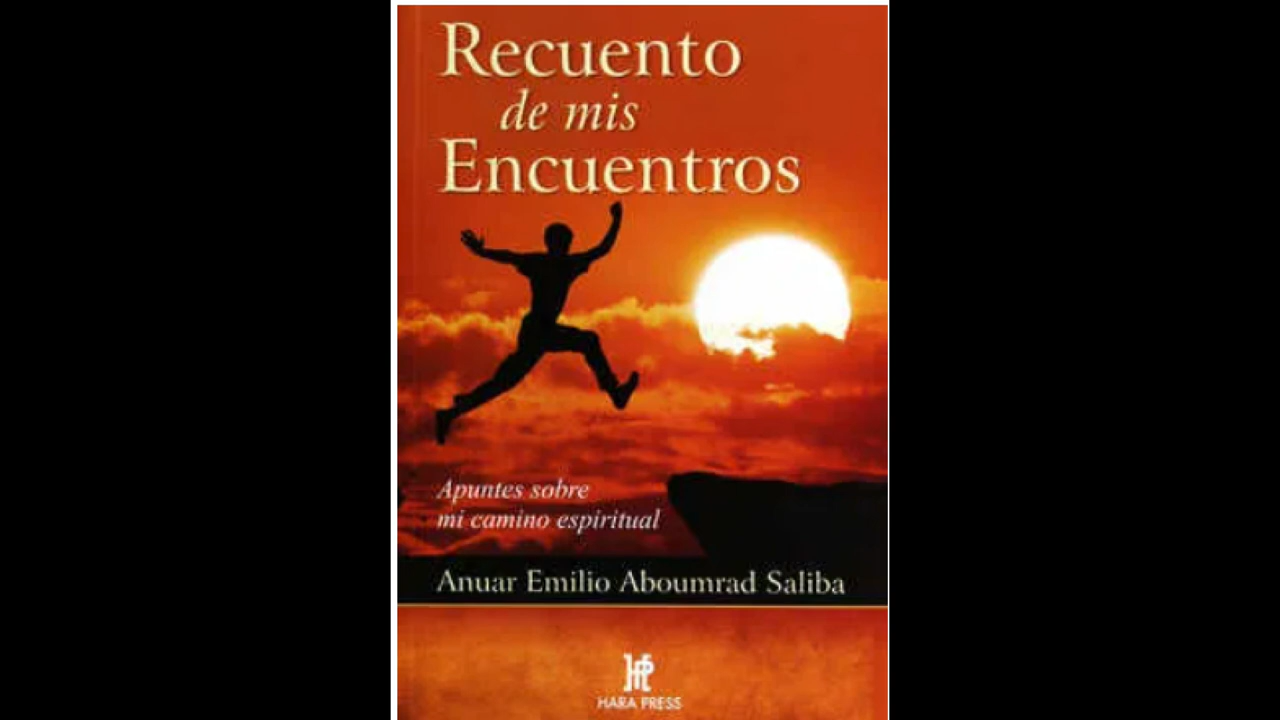 Recuento
de mis
Encuentros
Apuntes sobre
mi camino espiritual
Anuar Emilio Aboumrad Saliba
HP
HARA PRESS